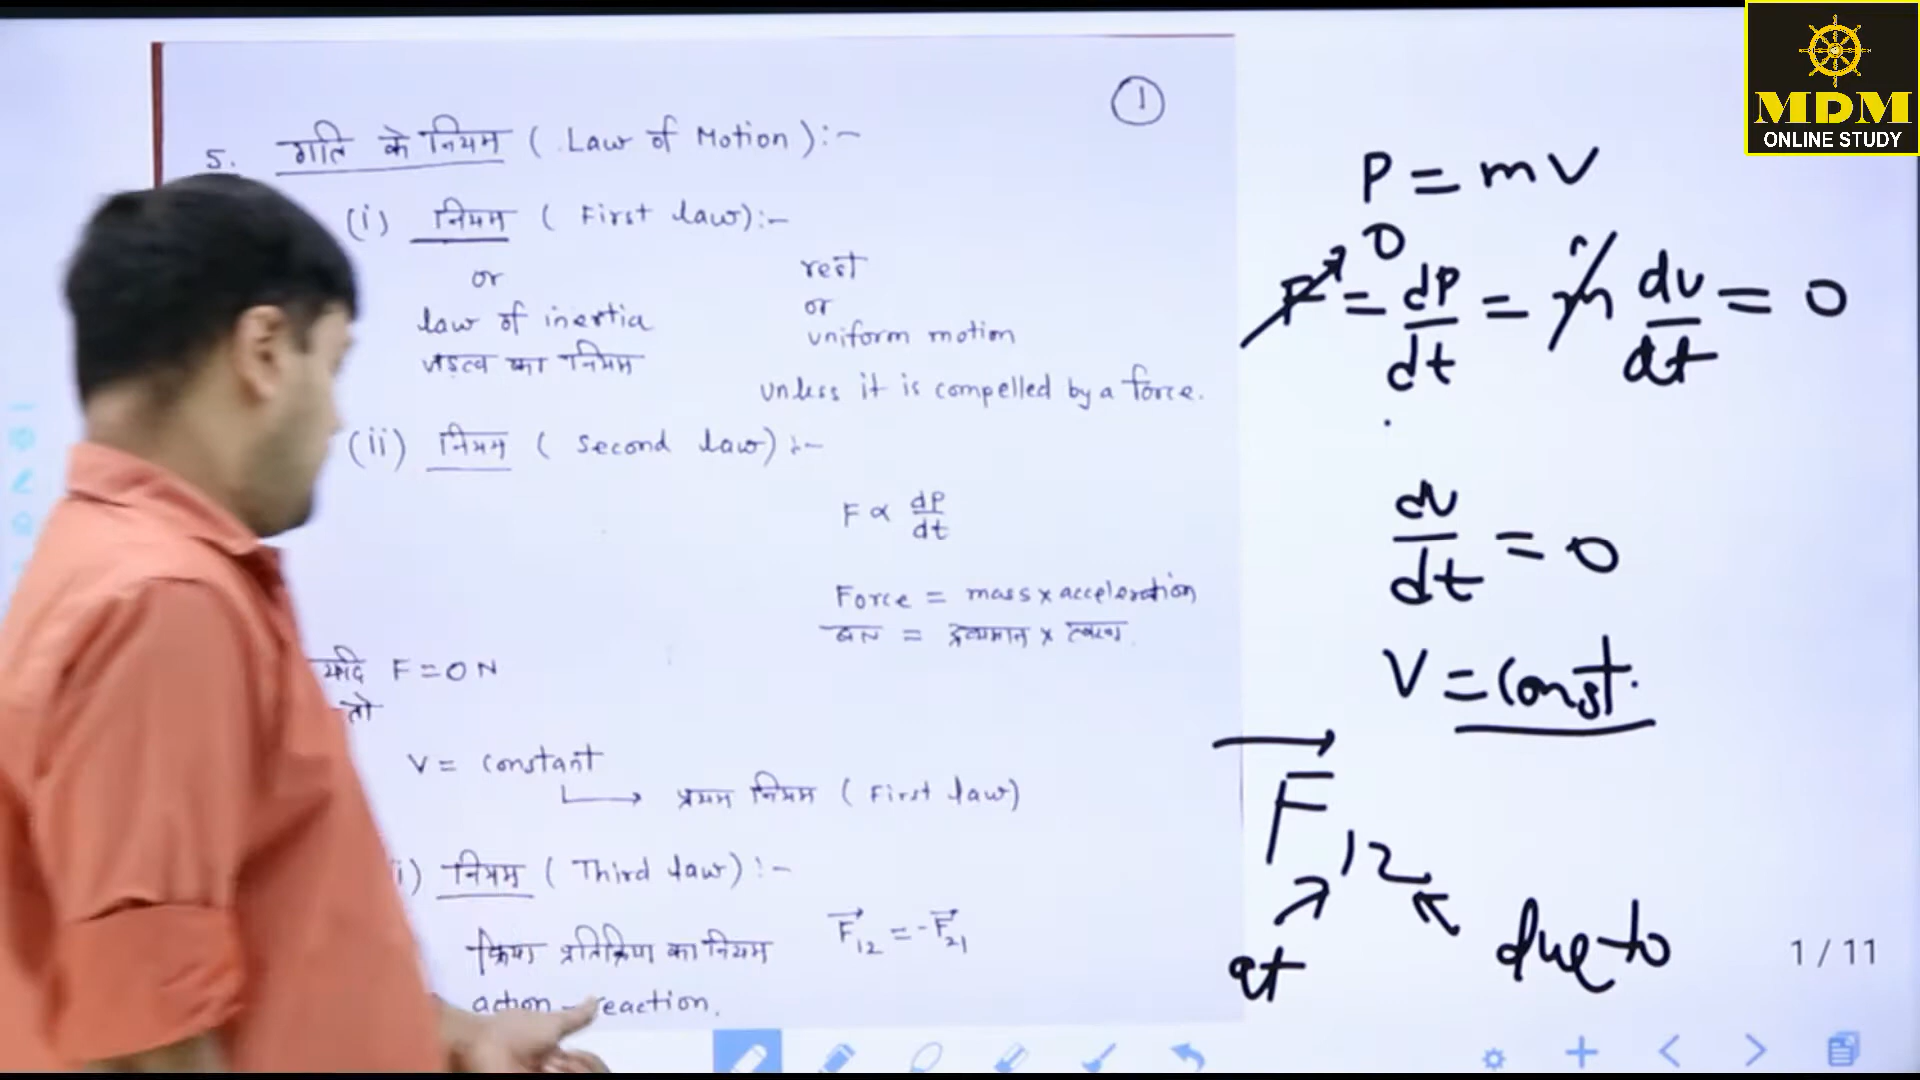 1
5. गति के नियम ( Law of Motion ):-
(i) नियम ( First law):-
or
law of inertia
जड़त्व का नियम
rest
or
uniform motion
unless it is compelled by a force.
(ii) नियम ( Second law) :-
F ∝ dP/dt
Force = mass x acceleration
बल = द्रव्यमान x त्वरण
यदि F = 0 N
तो
V = constant
प्रथम नियम ( First law)
i) नियम ( Third law) :-
क्रिया प्रतिक्रिया का नियम
F₁₂ = -F₂₁
action - reaction.
P = mV
F = dP/dt = m dv/dt = 0
0
dv/dt = 0
V = const.
F₁₂
at
due to
1 / 11
MDM
ONLINE STUDY